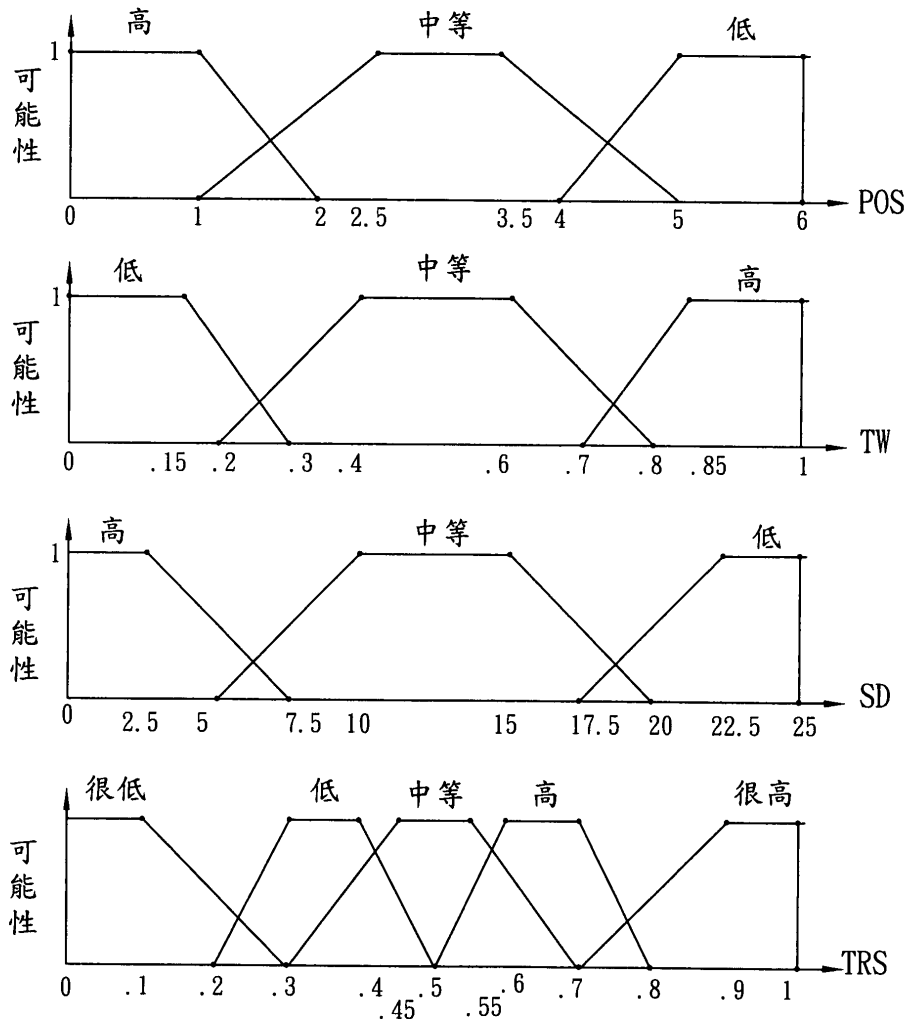 高 中等 低
1
可能性
0 1 2 2.5 3.5 4 5 6 POS
低 中等 高
1
可能性
0 .15 .2 .3 .4 .6 .7 .8 .85 1 TW
高 中等 低
1
可能性
0 2.5 5 7.5 10 15 17.5 20 22.5 25 SD
很低 低 中等 高 很高
可能性
0 .1 .2 .3 .4 .45 .5 .55 .6 .7 .8 .9 1 TRS